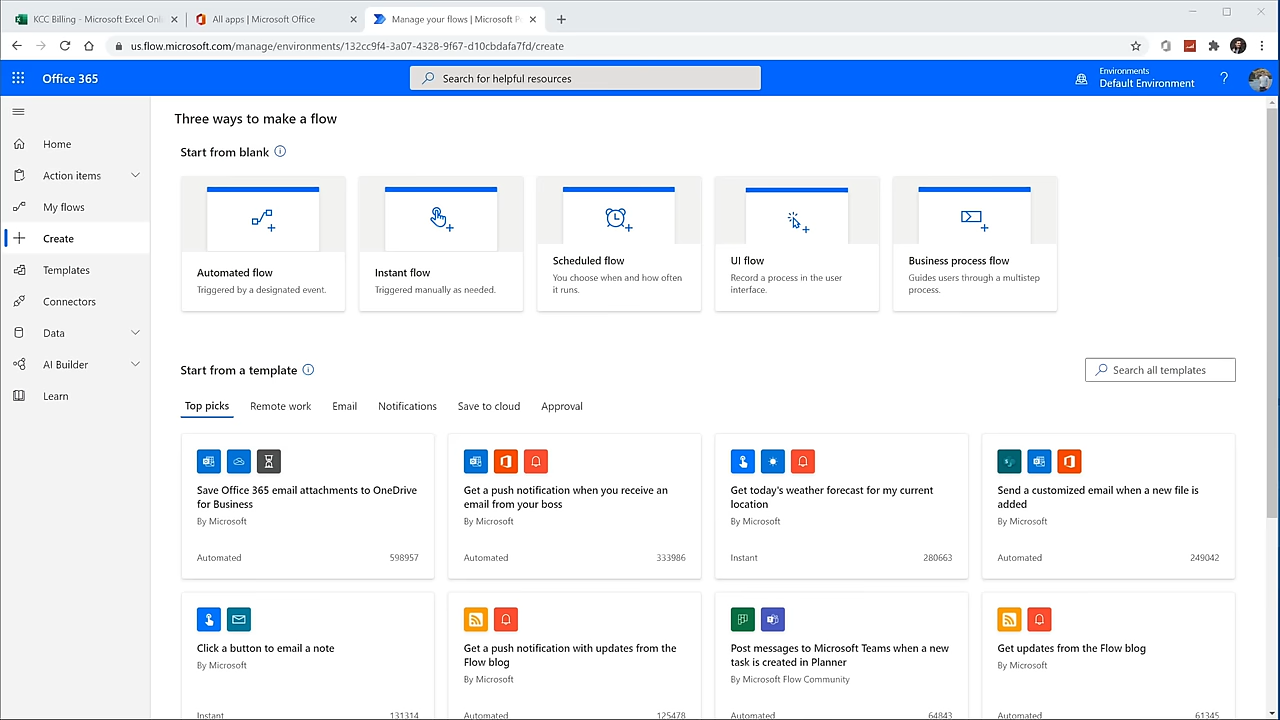 KCC Billing - Microsoft Excel Onli
All apps | Microsoft Office
Manage your flows | Microsoft P
us.flow.microsoft.com/manage/environments/132cc9f4-3a07-4328-9f67-d10cbdafa7fd/create
Office 365
Search for helpful resources
Environments
Default Environment
?
Home
Action items
My flows
Create
Templates
Connectors
Data
AI Builder
Learn
Three ways to make a flow
Start from blank
Automated flow
Triggered by a designated event.
Instant flow
Triggered manually as needed.
Scheduled flow
You choose when and how often
it runs.
UI flow
Record a process in the user
interface.
Business process flow
Guides users through a multistep
process.
Start from a template
Search all templates
Top picks
Remote work
Email
Notifications
Save to cloud
Approval
Save Office 365 email attachments to OneDrive
for Business
By Microsoft
Automated
598957
Get a push notification when you receive an
email from your boss
By Microsoft
Automated
333986
Get today's weather forecast for my current
location
By Microsoft
Instant
280663
Send a customized email when a new file is
added
By Microsoft
Automated
249042
Click a button to email a note
By Microsoft
Instant
131314
Get a push notification with updates from the
Flow blog
By Microsoft
Automated
125478
Post messages to Microsoft Teams when a new
task is created in Planner
By Microsoft Flow Community
Automated
64843
Get updates from the Flow blog
By Microsoft
Automated
61345